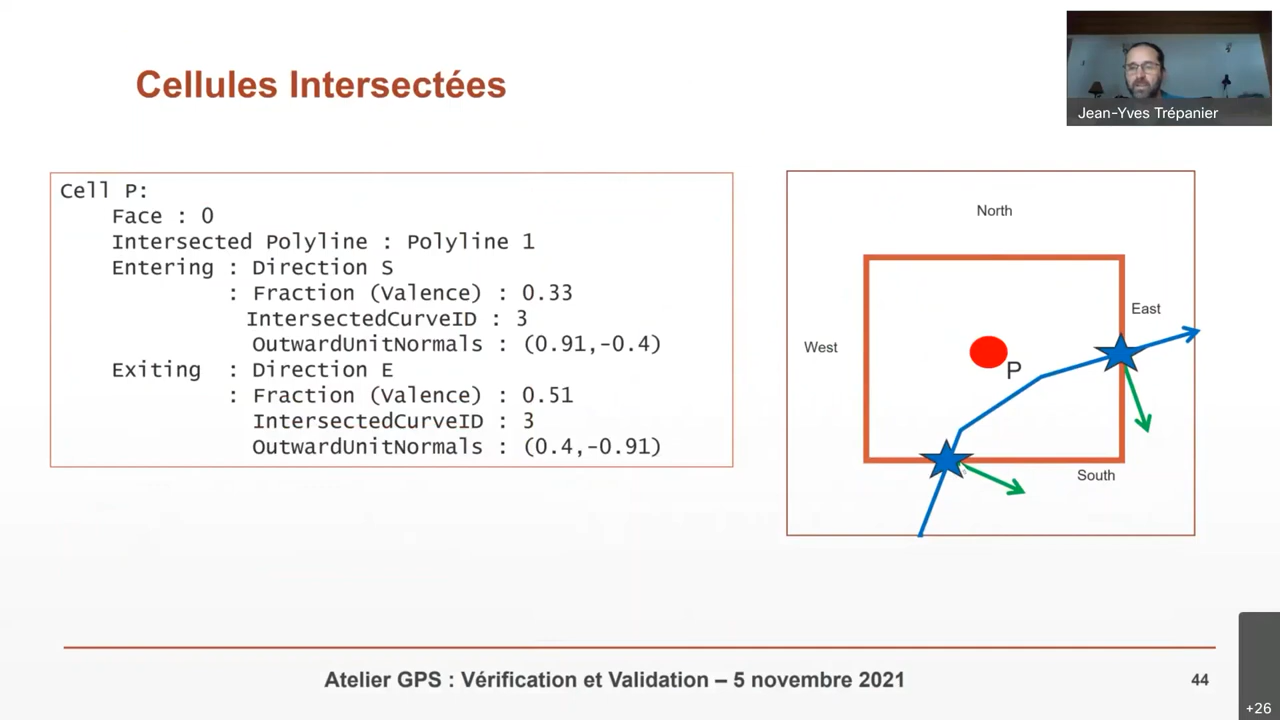 Cellules Intersectées
Jean-Yves Trépanier
Cell P:
Face : 0
Intersected Polyline : Polyline 1
Entering : Direction S
: Fraction (Valence) : 0.33
IntersectedCurveID : 3
OutwardUnitNormals : (0.91,-0.4)
Exiting : Direction E
: Fraction (Valence) : 0.51
IntersectedCurveID : 3
OutwardUnitNormals : (0.4,-0.91)
North
East
West
P
South
Atelier GPS : Vérification et Validation – 5 novembre 2021
44
+26